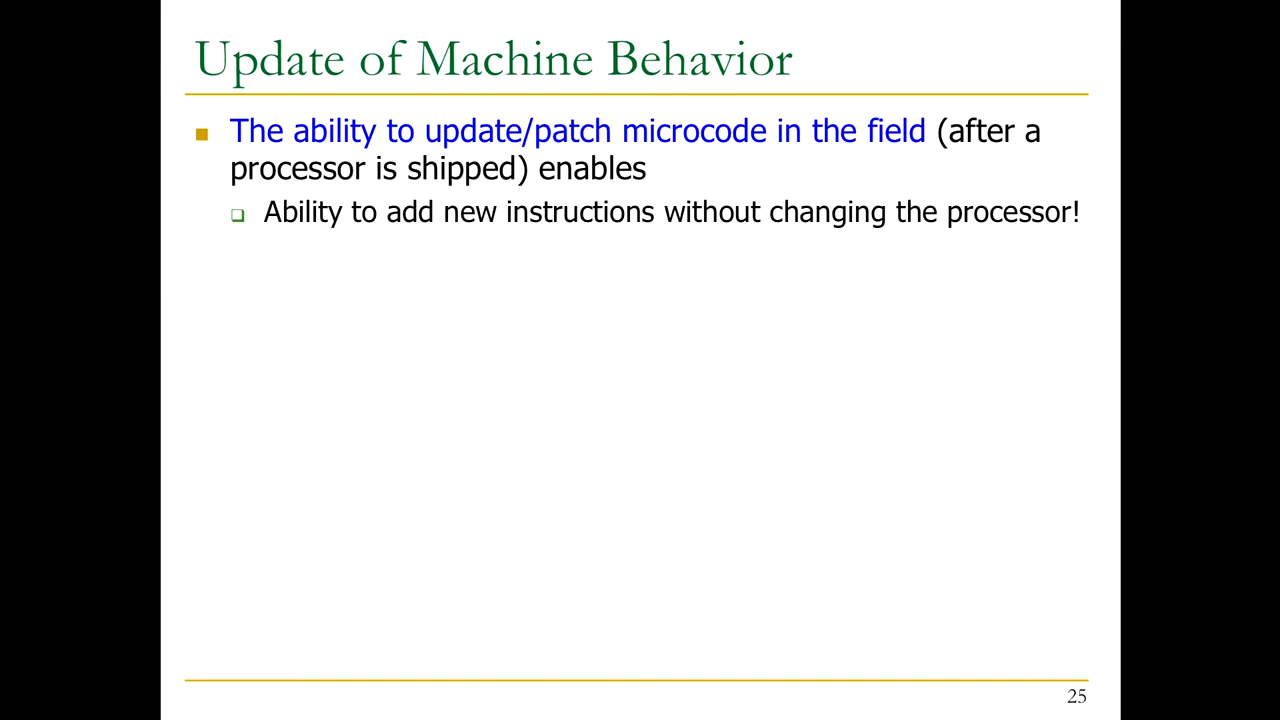 Update of Machine Behavior
The ability to update/patch microcode in the field (after a
processor is shipped) enables
Ability to add new instructions without changing the processor!
25